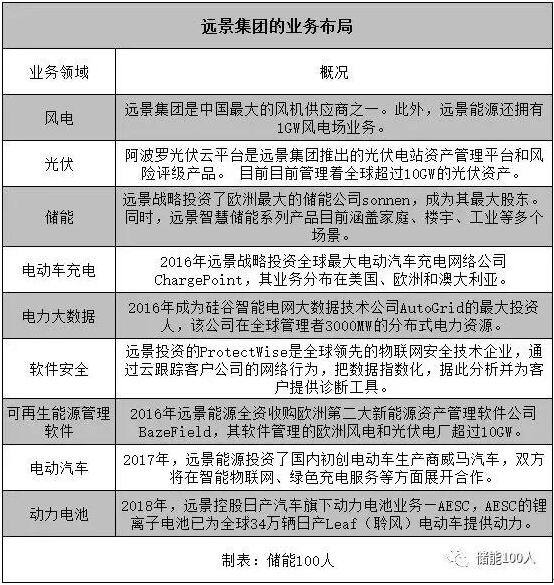 远景集团的业务布局
业务领域
概况
风电
远景集团是中国最大的风机供应商之一。此外，远景能源还拥有
1GW风电场业务。
光伏
阿波罗光伏云平台是远景集团推出的光伏电站资产管理平台和风
险评级产品。 目前目前管理着全球超过10GW的光伏资产。
储能
远景战略投资了欧洲最大的储能公司sonnen，成为其最大股东。
同时，远景智慧储能系列产品目前涵盖家庭、楼宇、工业等多个
场景。
电动车充电
2016年远景战略投资全球最大电动汽车充电网络公司
ChargePoint，其业务分布在美国、欧洲和澳大利亚。
电力大数据
2016年成为硅谷智能电网大数据技术公司AutoGrid的最大投资
人，该公司在全球管理者3000MW的分布式电力资源。
软件安全
远景投资的ProtectWise是全球领先的物联网安全技术企业，通
过云跟踪客户公司的网络行为，把数据指数化，据此分析并为客
户提供诊断工具。
可再生能源管理
软件
2016年远景能源全资收购欧洲第二大新能源资产管理软件公司
BazeField，其软件管理的欧洲风电和光伏电厂超过10GW。
电动汽车
2017年，远景能源投资了国内初创电动车生产商威马汽车，双方
将在智能物联网、绿色充电服务等方面展开合作。
动力电池
2018年，远景控股日产汽车旗下动力电池业务—AESC，AESC的锂
离子电池已为全球34万辆日产Leaf（聆风）电动车提供动力。
制表：储能100人
储能100人